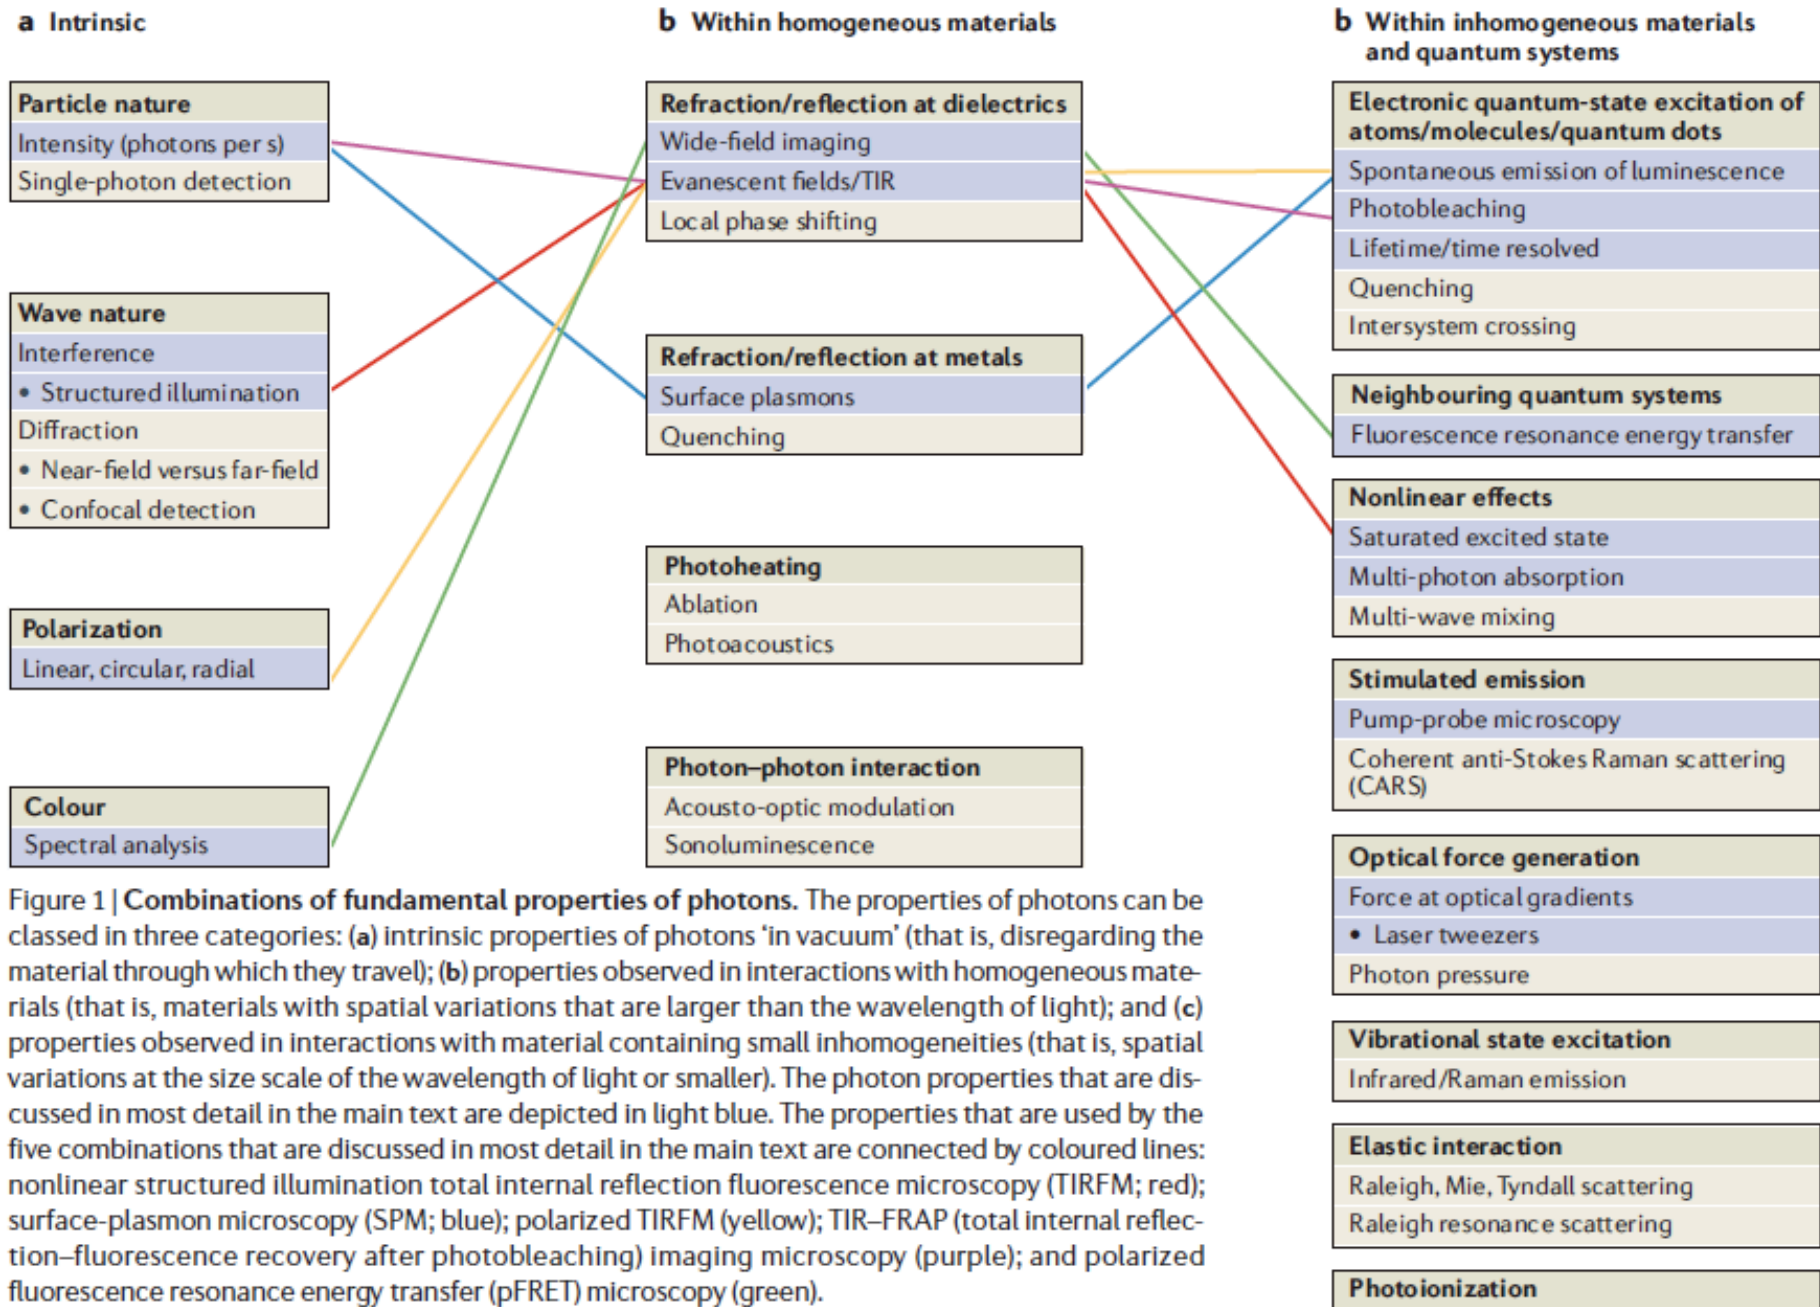 a Intrinsic
Particle nature
Intensity (photons per s)
Single-photon detection
Wave nature
Interference
• Structured illumination
Diffraction
• Near-field versus far-field
• Confocal detection
Polarization
Linear, circular, radial
Colour
Spectral analysis
b Within homogeneous materials
Refraction/reflection at dielectrics
Wide-field imaging
Evanescent fields/TIR
Local phase shifting
Refraction/reflection at metals
Surface plasmons
Quenching
Photoheating
Ablation
Photoacoustics
Photon–photon interaction
Acousto-optic modulation
Sonoluminescence
b Within inhomogeneous materials
and quantum systems
Electronic quantum-state excitation of
atoms/molecules/quantum dots
Spontaneous emission of luminescence
Photobleaching
Lifetime/time resolved
Quenching
Intersystem crossing
Neighbouring quantum systems
Fluorescence resonance energy transfer
Nonlinear effects
Saturated excited state
Multi-photon absorption
Multi-wave mixing
Stimulated emission
Pump-probe microscopy
Coherent anti-Stokes Raman scattering
(CARS)
Optical force generation
Force at optical gradients
• Laser tweezers
Photon pressure
Vibrational state excitation
Infrared/Raman emission
Elastic interaction
Raleigh, Mie, Tyndall scattering
Raleigh resonance scattering
Photoionization
Figure 1 | Combinations of fundamental properties of photons. The properties of photons can be
classed in three categories: (a) intrinsic properties of photons ‘in vacuum’ (that is, disregarding the
material through which they travel); (b) properties observed in interactions with homogeneous mate-
rials (that is, materials with spatial variations that are larger than the wavelength of light); and (c)
properties observed in interactions with material containing small inhomogeneities (that is, spatial
variations at the size scale of the wavelength of light or smaller). The photon properties that are dis-
cussed in most detail in the main text are depicted in light blue. The properties that are used by the
five combinations that are discussed in most detail in the main text are connected by coloured lines:
nonlinear structured illumination total internal reflection fluorescence microscopy (TIRFM; red);
surface-plasmon microscopy (SPM; blue); polarized TIRFM (yellow); TIR–FRAP (total internal reflec-
tion–fluorescence recovery after photobleaching) imaging microscopy (purple); and polarized
fluorescence resonance energy transfer (pFRET) microscopy (green).